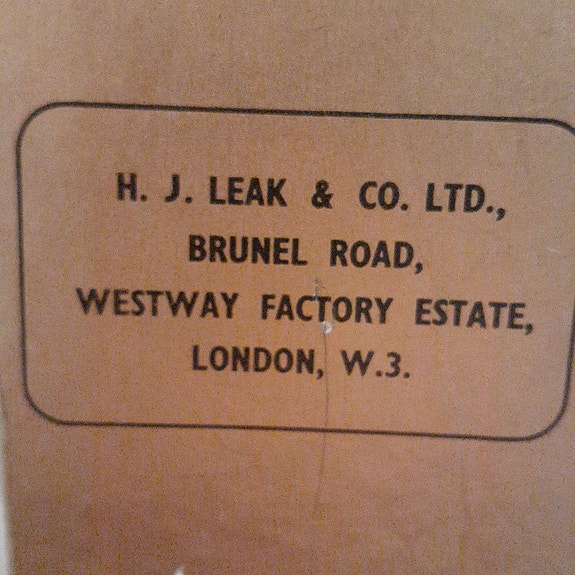 H. J. LEAK & CO. LTD.,
BRUNEL ROAD,
WESTWAY FACTORY ESTATE,
LONDON, W.3.